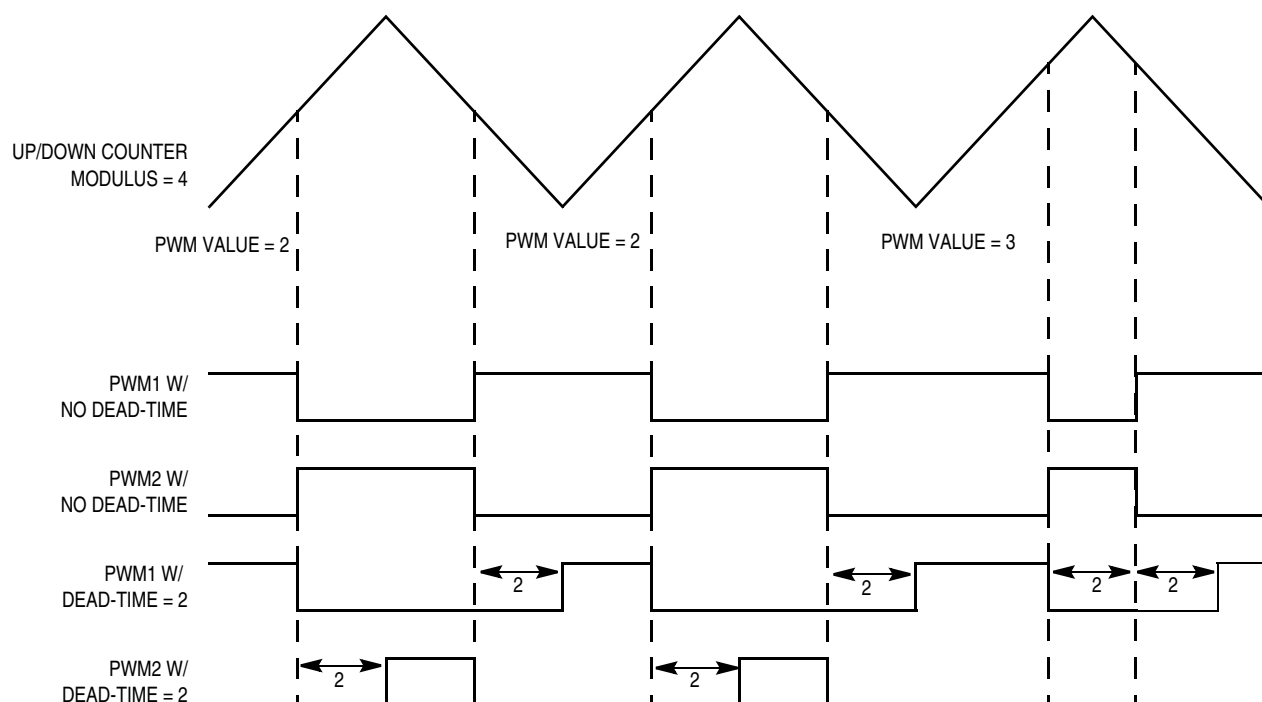 UP/DOWN COUNTER
MODULUS = 4
PWM VALUE = 2
PWM VALUE = 2
PWM VALUE = 3
PWM1 W/
NO DEAD-TIME
PWM2 W/
NO DEAD-TIME
PWM1 W/
DEAD-TIME = 2
2
2
2
2
PWM2 W/
DEAD-TIME = 2
2
2